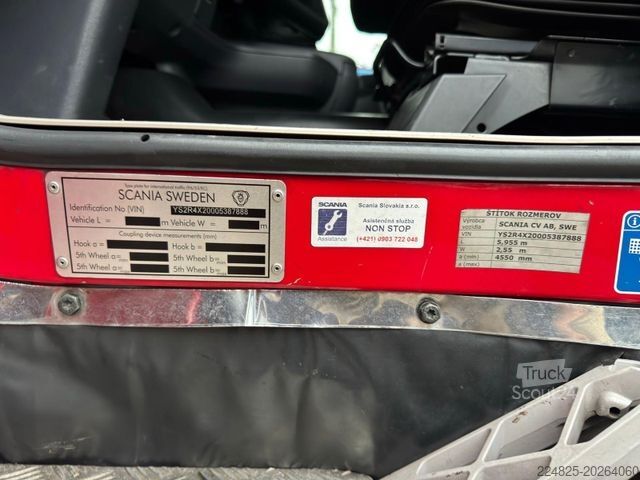 Type plate for international traffic (96/53/EC)
SCANIA SWEDEN
Identification No (VIN) YS2R4X20005387888
Vehicle L = m Vehicle W = m
Coupling device measurements (mm)
Hook a = Hook b =
5th Wheel a = 5th Wheel b =
5th Wheel a = 5th Wheel b =
SCANIA
Assistance
Scania Slovakia s.r.o.
Asistenčná služba
NON STOP
(+421) 0903 722 048
ŠTÍTOK ROZMEROV
Výrobca vozidla SCANIA CV AB, SWE
VIN YS2R4X20005387888
L 5,955 m
W 2,55 m
a (min) 4550 mm
a (max)
Truck
Scout24
224825-20264060